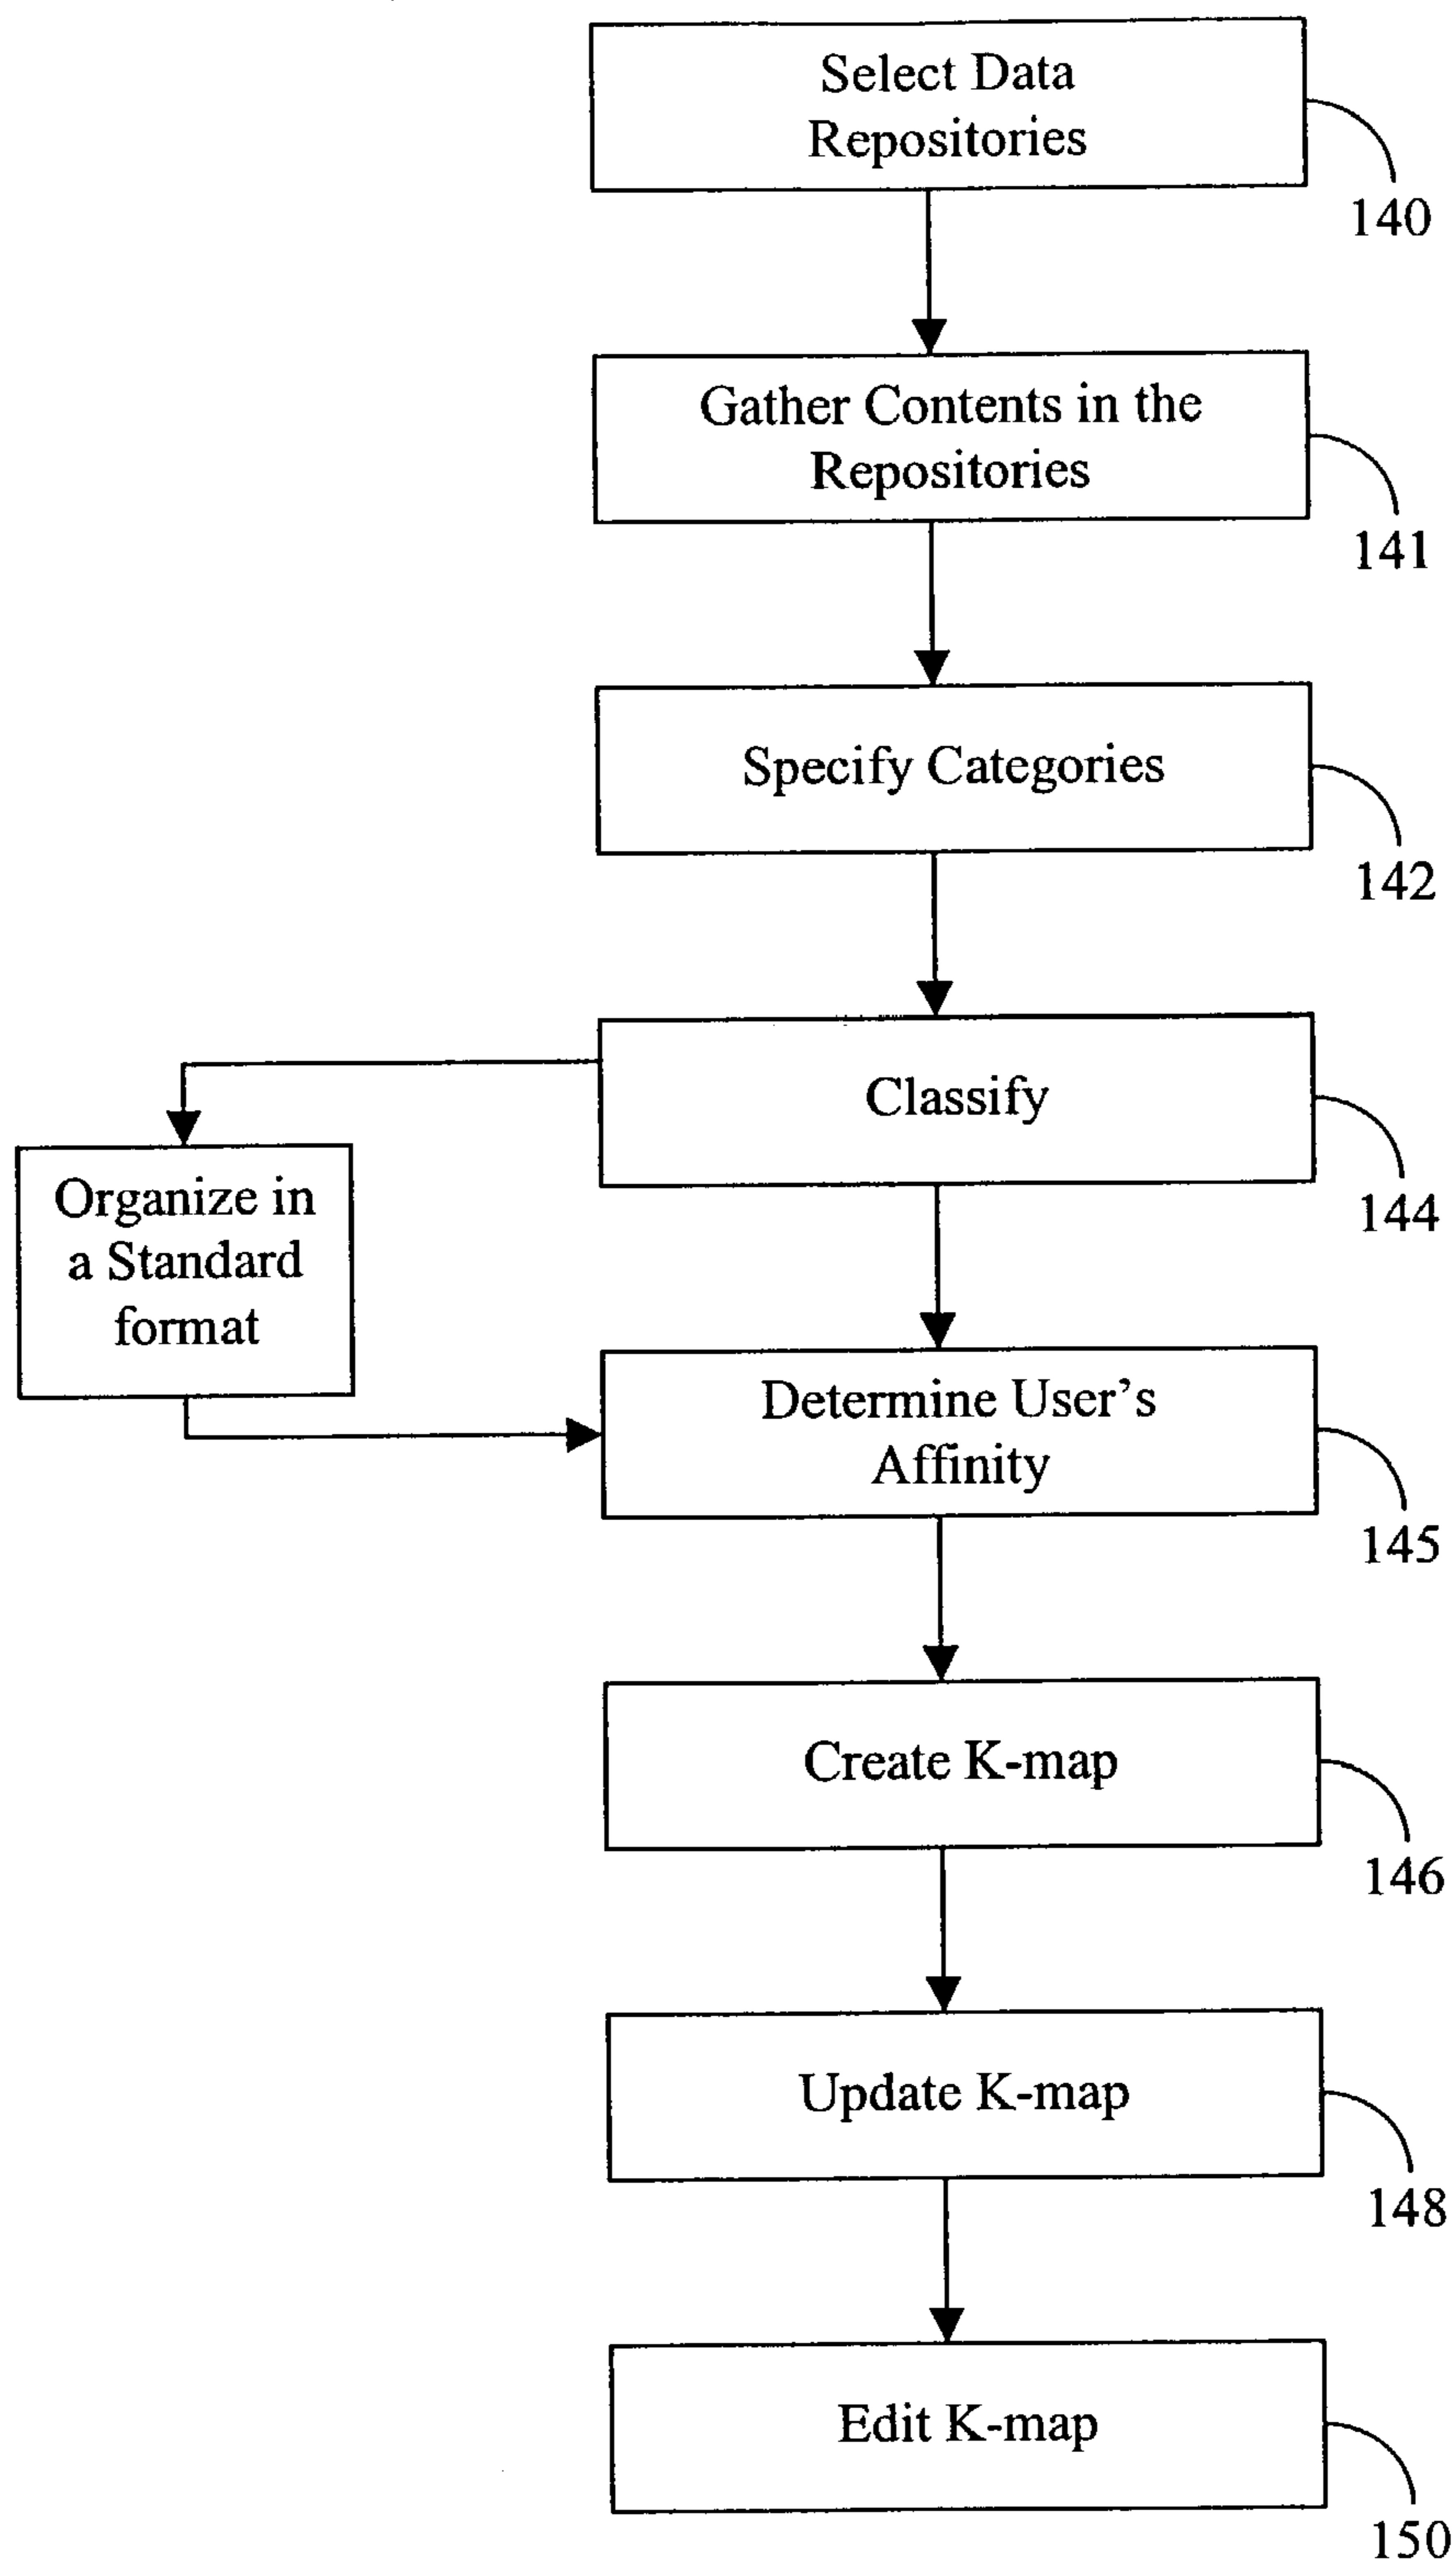 Select Data
Repositories
140
Gather Contents in the
Repositories
141
Specify Categories
142
Classify
144
Organize in
a Standard
format
Determine User's
Affinity
145
Create K-map
146
Update K-map
148
Edit K-map
150